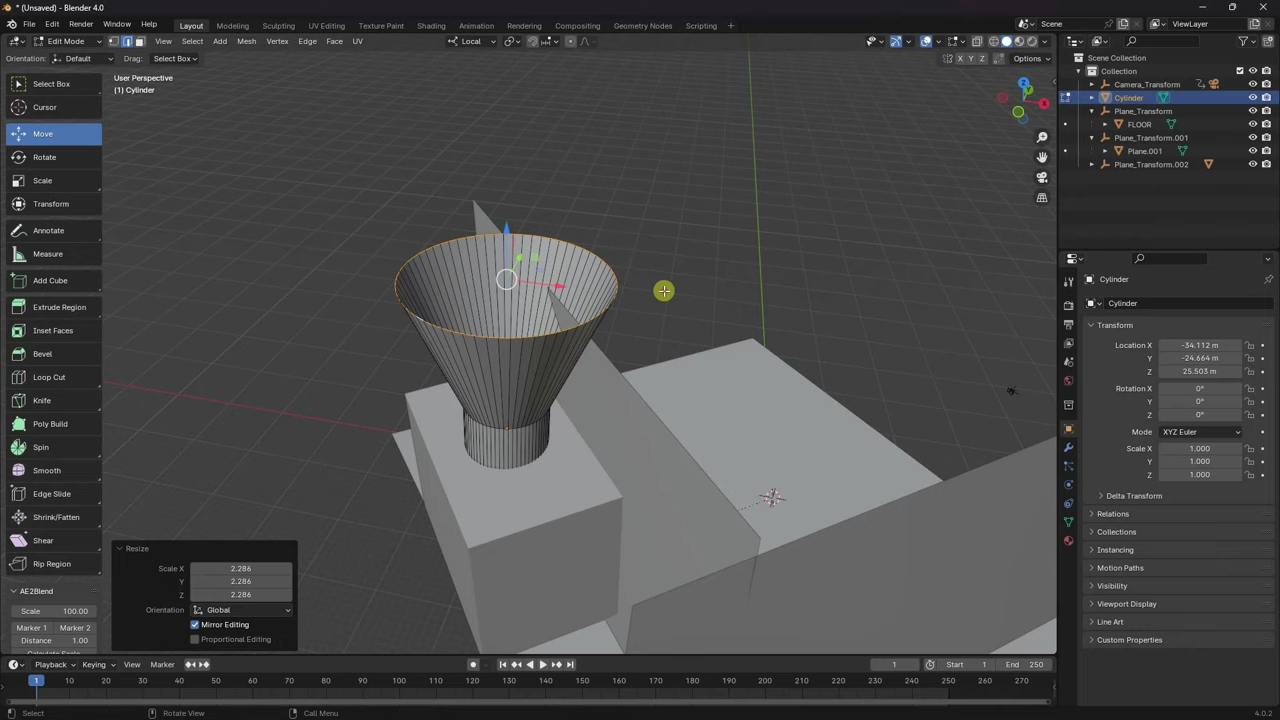 * (Unsaved) - Blender 4.0
File Edit Render Window Help Layout Modeling Sculpting UV Editing Texture Paint Shading Animation Rendering Compositing Geometry Nodes Scripting + Scene ViewLayer
Edit Mode View Select Add Mesh Vertex Edge Face UV Local
Orientation: Default Drag: Select Box X Y Z Options
User Perspective
(1) Cylinder
Select Box
Cursor
Move
Rotate
Scale
Transform
Annotate
Measure
Add Cube
Extrude Region
Inset Faces
Bevel
Loop Cut
Knife
Poly Build
Spin
Smooth
Edge Slide
Shrink/Fatten
Shear
Rip Region
AE2Blend
Scale 100.00
Marker 1 Marker 2
Distance 1.00
Calculate Scale
Resize
Scale X 2.286
Y 2.286
Z 2.286
Orientation Global
Mirror Editing
Proportional Editing
Z
Y
X
Scene Collection
Collection
Camera_Transform
Cylinder
Plane_Transform
FLOOR
Plane_Transform.001
Plane.001
Plane_Transform.002
Cylinder
Cylinder
Transform
Location X -34.112 m
Y -24.664 m
Z 25.503 m
Rotation X 0°
Y 0°
Z 0°
Mode XYZ Euler
Scale X 1.000
Y 1.000
Z 1.000
Delta Transform
Relations
Collections
Instancing
Motion Paths
Visibility
Viewport Display
Line Art
Custom Properties
Playback Keying View Marker 1 Start 1 End 250
1 10 20 30 40 50 60 70 80 90 100 110 120 130 140 150 160 170 180 190 200 210 220 230 240 250 260 270
Select Rotate View Call Menu 4.0.2